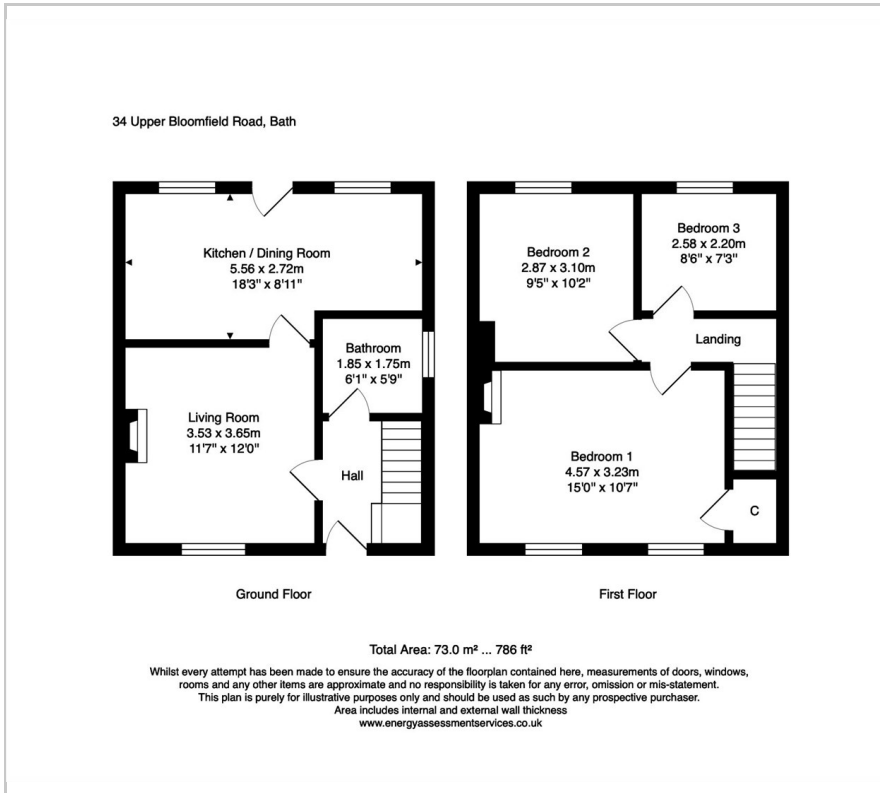 34 Upper Bloomfield Road, Bath
Kitchen / Dining Room
5.56 x 2.72m
18'3" x 8'11"
Bathroom
1.85 x 1.75m
6'1" x 5'9"
Living Room
3.53 x 3.65m
11'7" x 12'0"
Hall
Ground Floor
Bedroom 2
2.87 x 3.10m
9'5" x 10'2"
Bedroom 3
2.58 x 2.20m
8'6" x 7'3"
Landing
Bedroom 1
4.57 x 3.23m
15'0" x 10'7"
C
First Floor
Total Area: 73.0 m² ... 786 ft²
Whilst every attempt has been made to ensure the accuracy of the floorplan contained here, measurements of doors, windows,
rooms and any other items are approximate and no responsibility is taken for any error, omission or mis-statement.
This plan is purely for illustrative purposes only and should be used as such by any prospective purchaser.
Area includes internal and external wall thickness
www.energyassessmentservices.co.uk